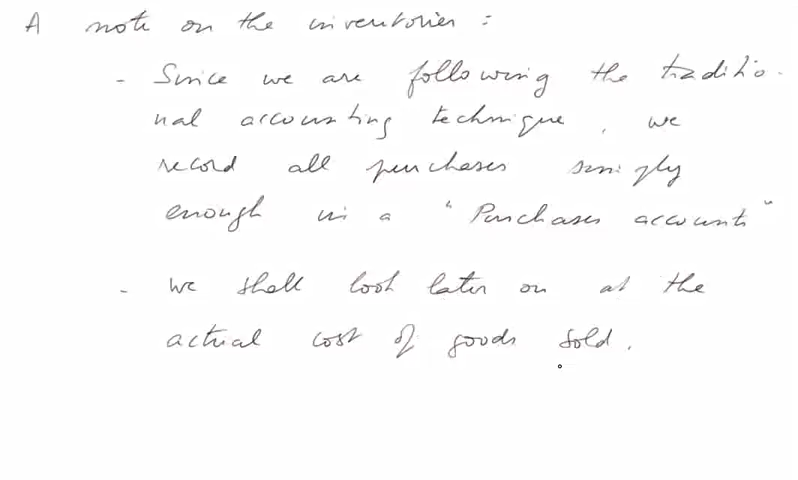 A note on the inventories :
- Since we are following the traditio-
nal accounting technique, we
record all purchases simply
enough in a "Purchases accounts"
- We shall look later on at the
actual cost of goods sold.